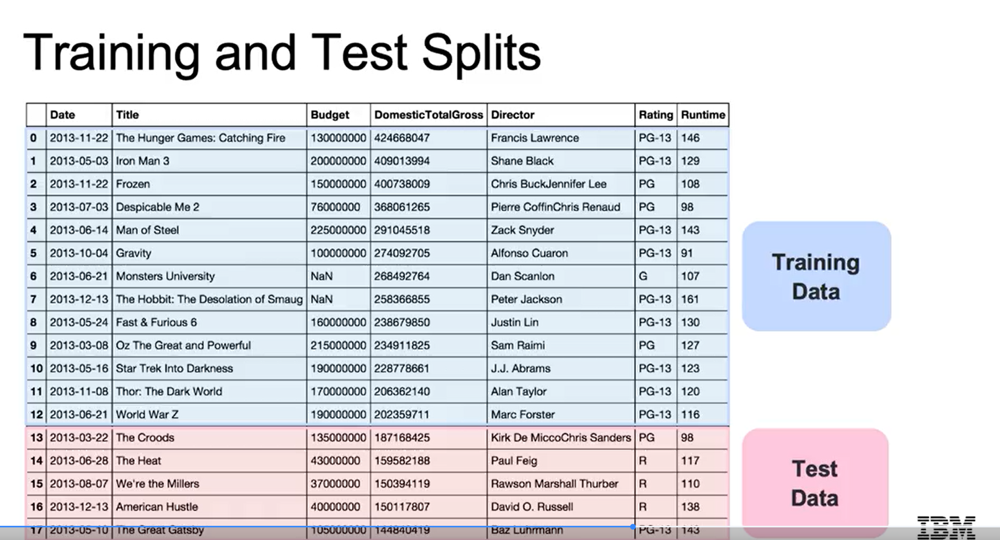 Training and Test Splits
Date Title Budget DomesticTotalGross Director Rating Runtime
0 2013-11-22 The Hunger Games: Catching Fire 130000000 424668047 Francis Lawrence PG-13 146
1 2013-05-03 Iron Man 3 200000000 409013994 Shane Black PG-13 129
2 2013-11-22 Frozen 150000000 400738009 Chris BuckJennifer Lee PG 108
3 2013-07-03 Despicable Me 2 76000000 368061265 Pierre CoffinChris Renaud PG 98
4 2013-06-14 Man of Steel 225000000 291045518 Zack Snyder PG-13 143
5 2013-10-04 Gravity 100000000 274092705 Alfonso Cuaron PG-13 91
6 2013-06-21 Monsters University NaN 268492764 Dan Scanlon G 107
7 2013-12-13 The Hobbit: The Desolation of Smaug NaN 258366855 Peter Jackson PG-13 161
8 2013-05-24 Fast & Furious 6 160000000 238679850 Justin Lin PG-13 130
9 2013-03-08 Oz The Great and Powerful 215000000 234911825 Sam Raimi PG 127
10 2013-05-16 Star Trek Into Darkness 190000000 228778661 J.J. Abrams PG-13 123
11 2013-11-08 Thor: The Dark World 170000000 206362140 Alan Taylor PG-13 120
12 2013-06-21 World War Z 190000000 202359711 Marc Forster PG-13 116
13 2013-03-22 The Croods 135000000 187168425 Kirk De MiccoChris Sanders PG 98
14 2013-06-28 The Heat 43000000 159582188 Paul Feig R 117
15 2013-08-07 We're the Millers 37000000 150394119 Rawson Marshall Thurber R 110
16 2013-12-13 American Hustle 40000000 150117807 David O. Russell R 138
17 2013-05-10 The Great Gatsby 105000000 144840419 Baz Luhrmann PG-13 143
Training
Data
Test
Data
IBM